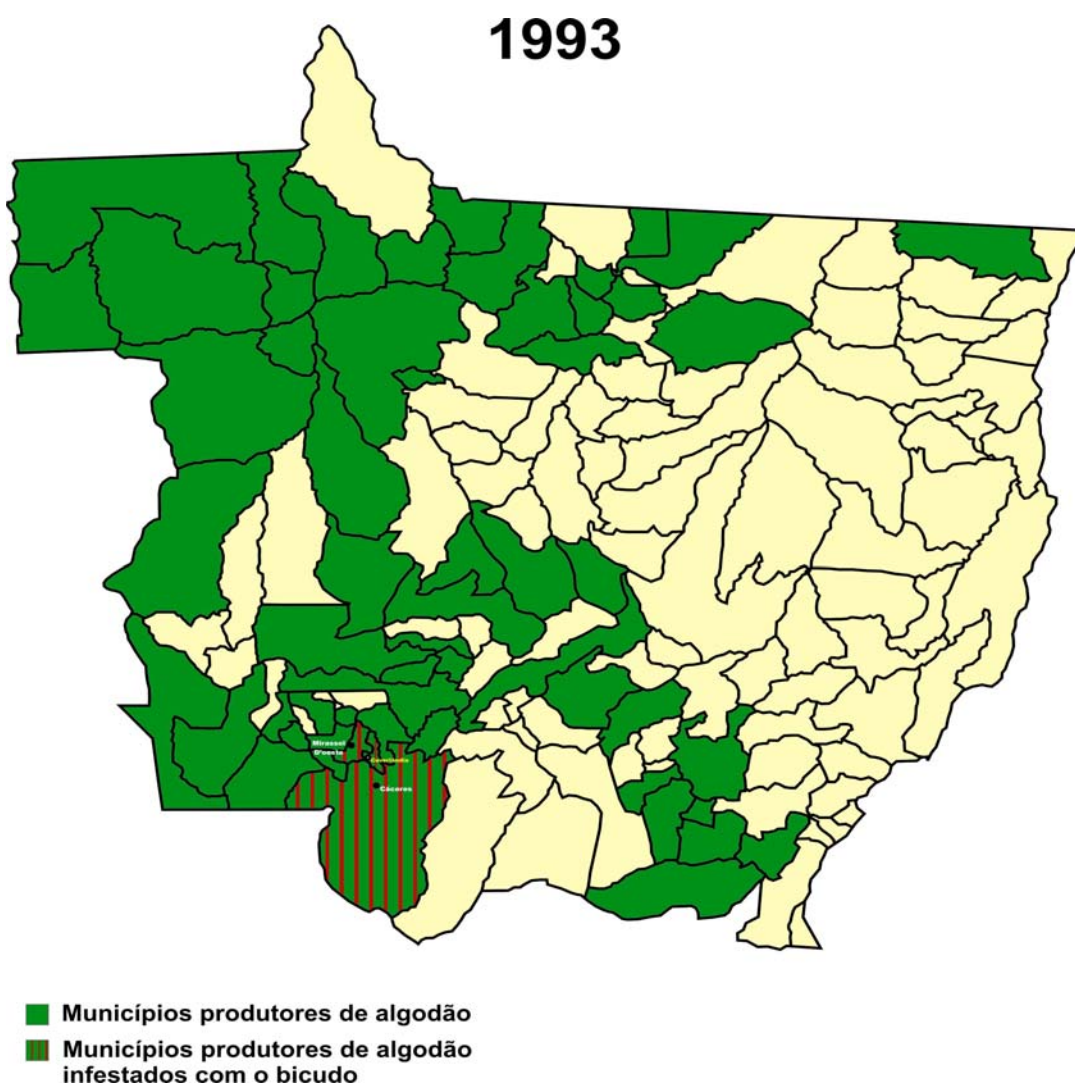 1993
Mirassol
D'oeste
Cáceres
Municípios produtores de algodão
Municípios produtores de algodão
infestados com o bicudo